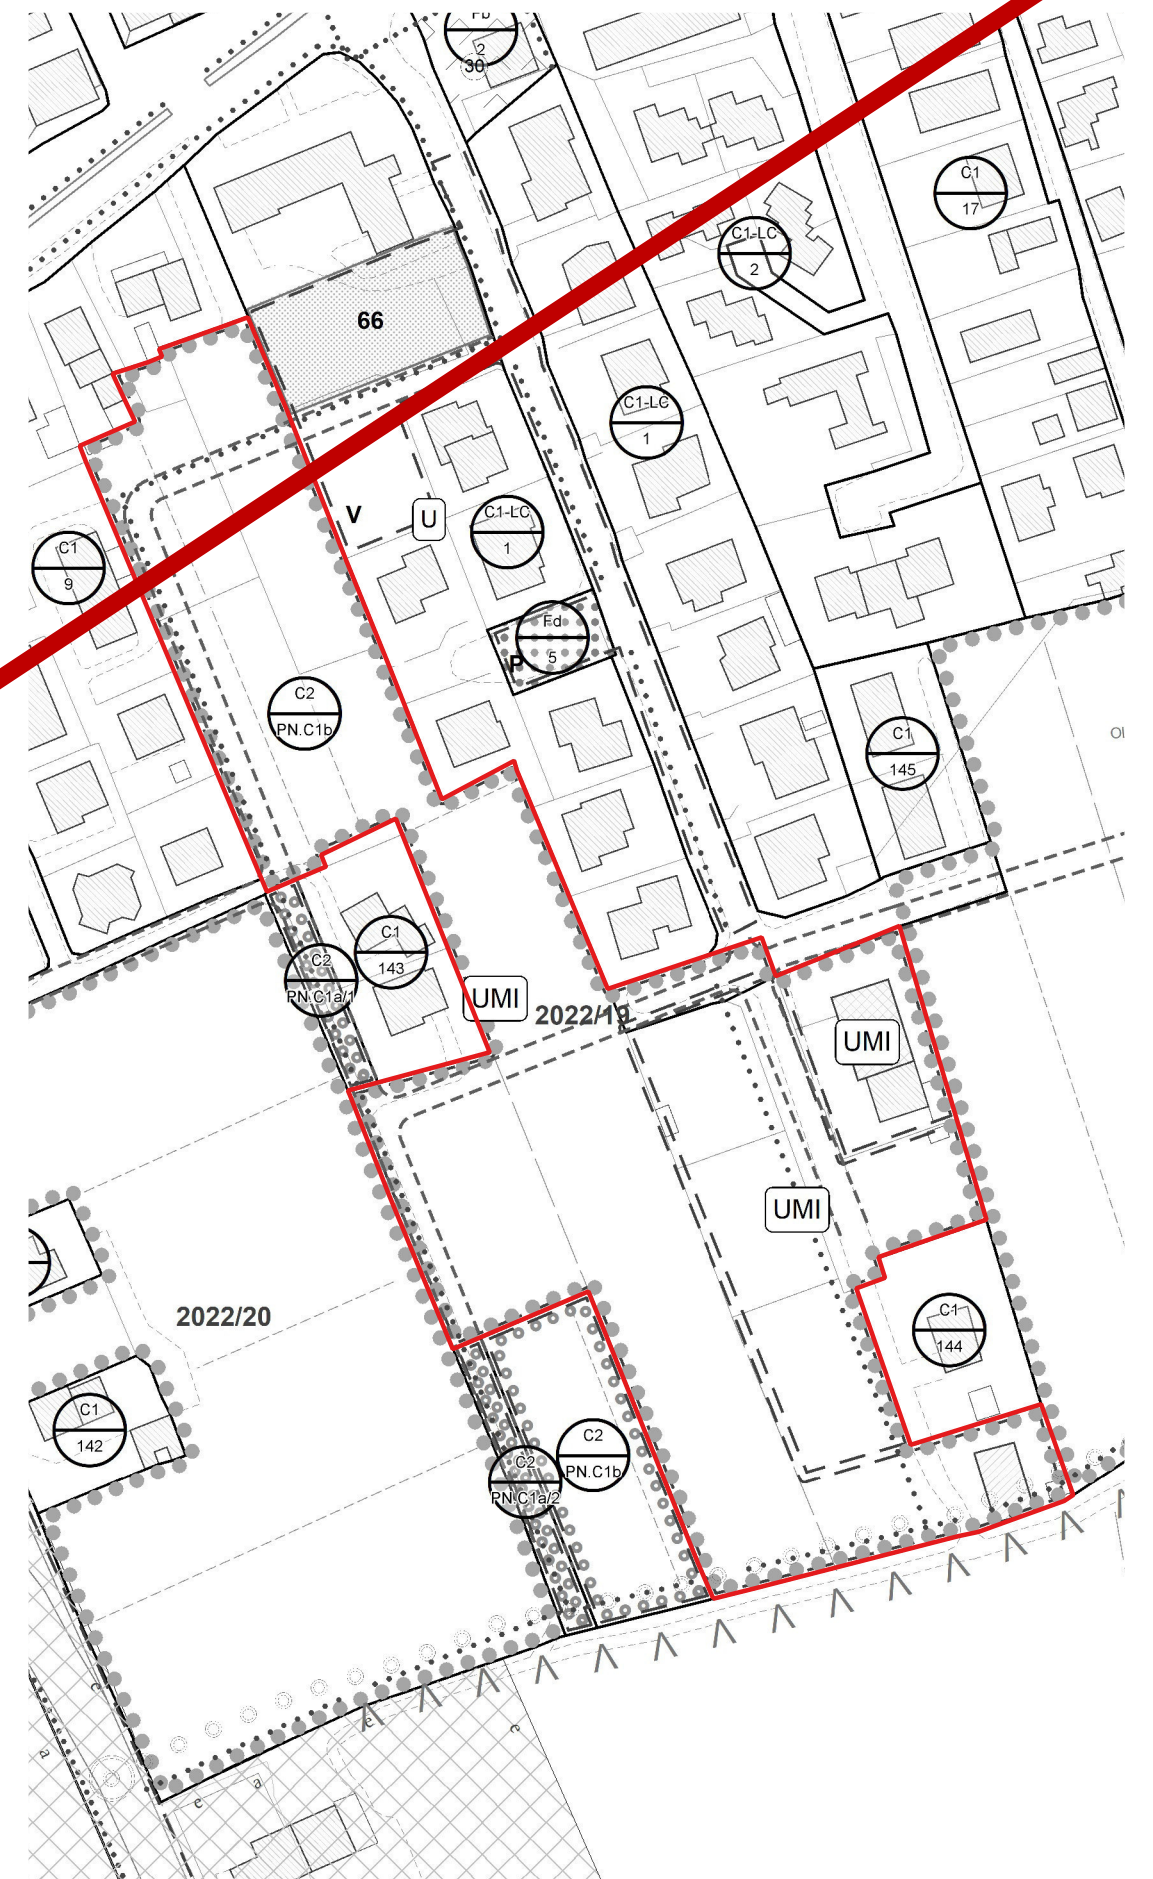 Fb
2
30
C1
17
C1-LC
2
66
C1-LC
1
V
U
C1-LC
1
C1
9
Fd
5
P
C2
PN.C1b
C1
145
C1
143
C2
PN.C1a/1
UMI
2022/19
UMI
UMI
2022/20
C1
144
C1
142
C2
PN.C1b
C2
PN.C1a/2
e
a
e
e
a
e